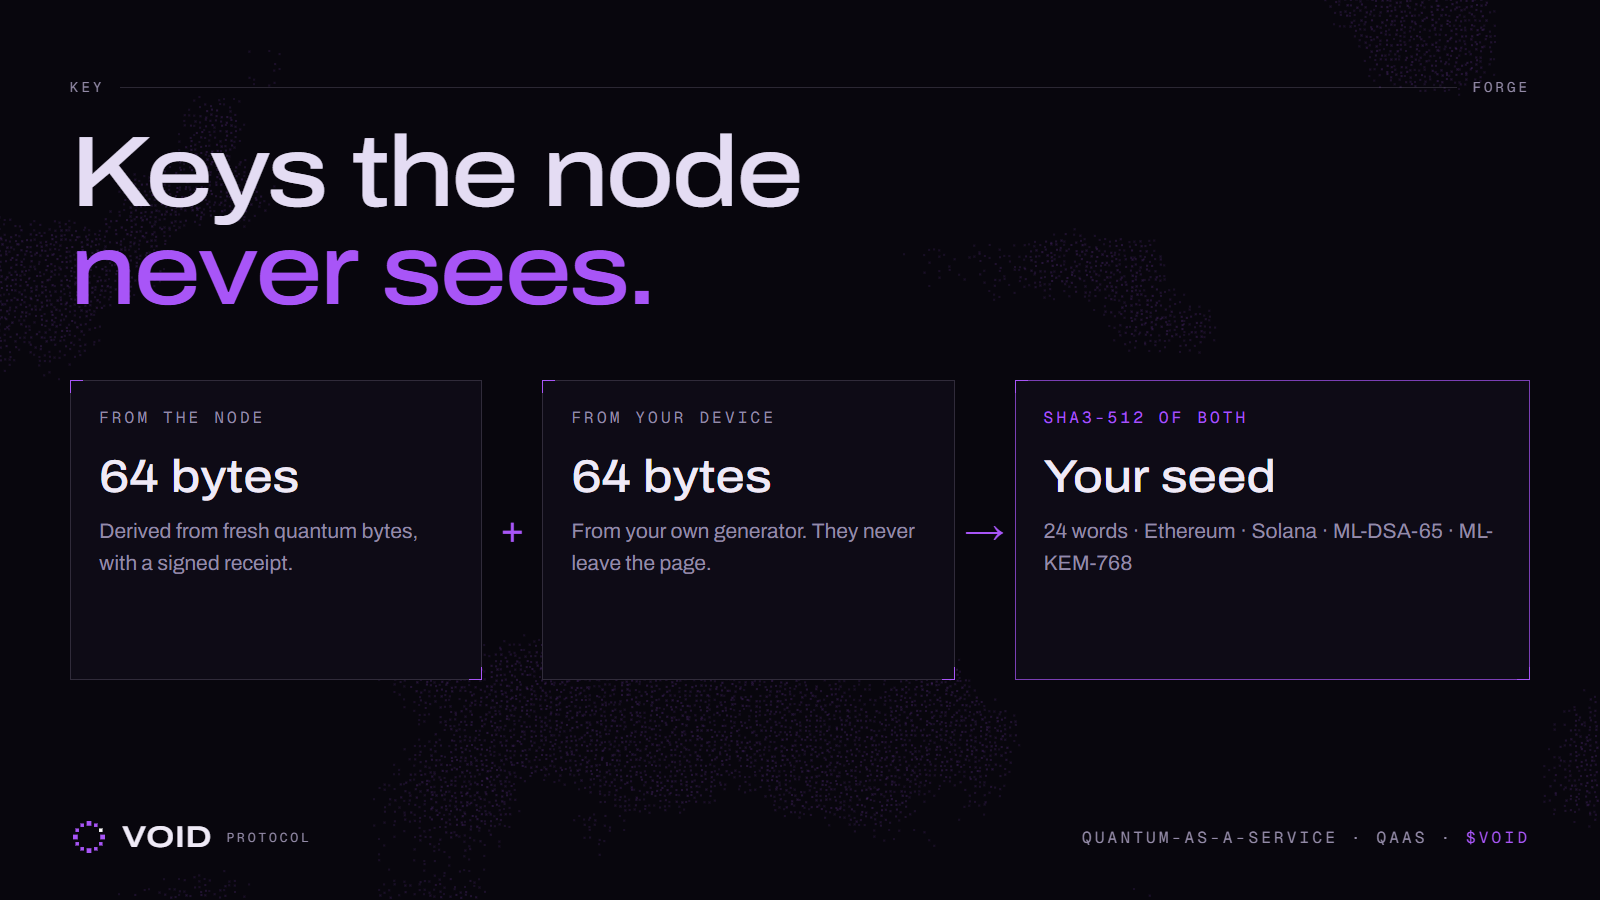 KEY
FORGE
Keys the node
never sees.
FROM THE NODE
64 bytes
Derived from fresh quantum bytes,
with a signed receipt.
+
FROM YOUR DEVICE
64 bytes
From your own generator. They never
leave the page.
→
SHA3-512 OF BOTH
Your seed
24 words · Ethereum · Solana · ML-DSA-65 · ML-
KEM-768
VOID PROTOCOL
QUANTUM-AS-A-SERVICE · QAAS · $VOID